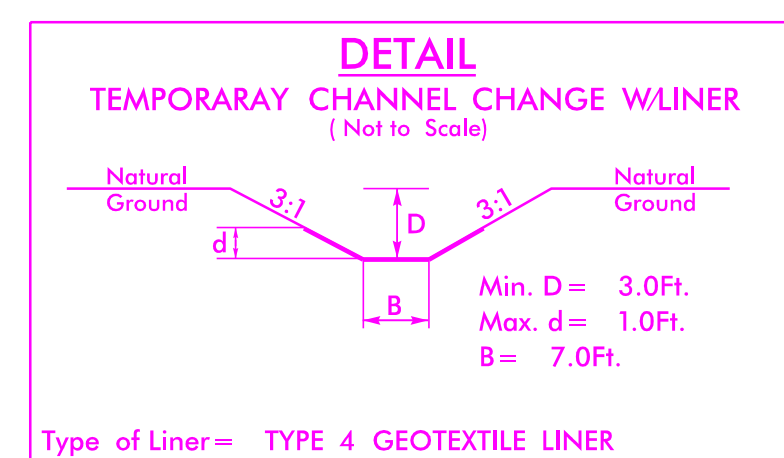 DETAIL
TEMPORARAY CHANNEL CHANGE W/LINER
( Not to Scale)
Natural
Ground
3:1
3:1
Natural
Ground
D
d
B
Min. D = 3.0Ft.
Max. d = 1.0Ft.
B = 7.0Ft.
Type of Liner = TYPE 4 GEOTEXTILE LINER